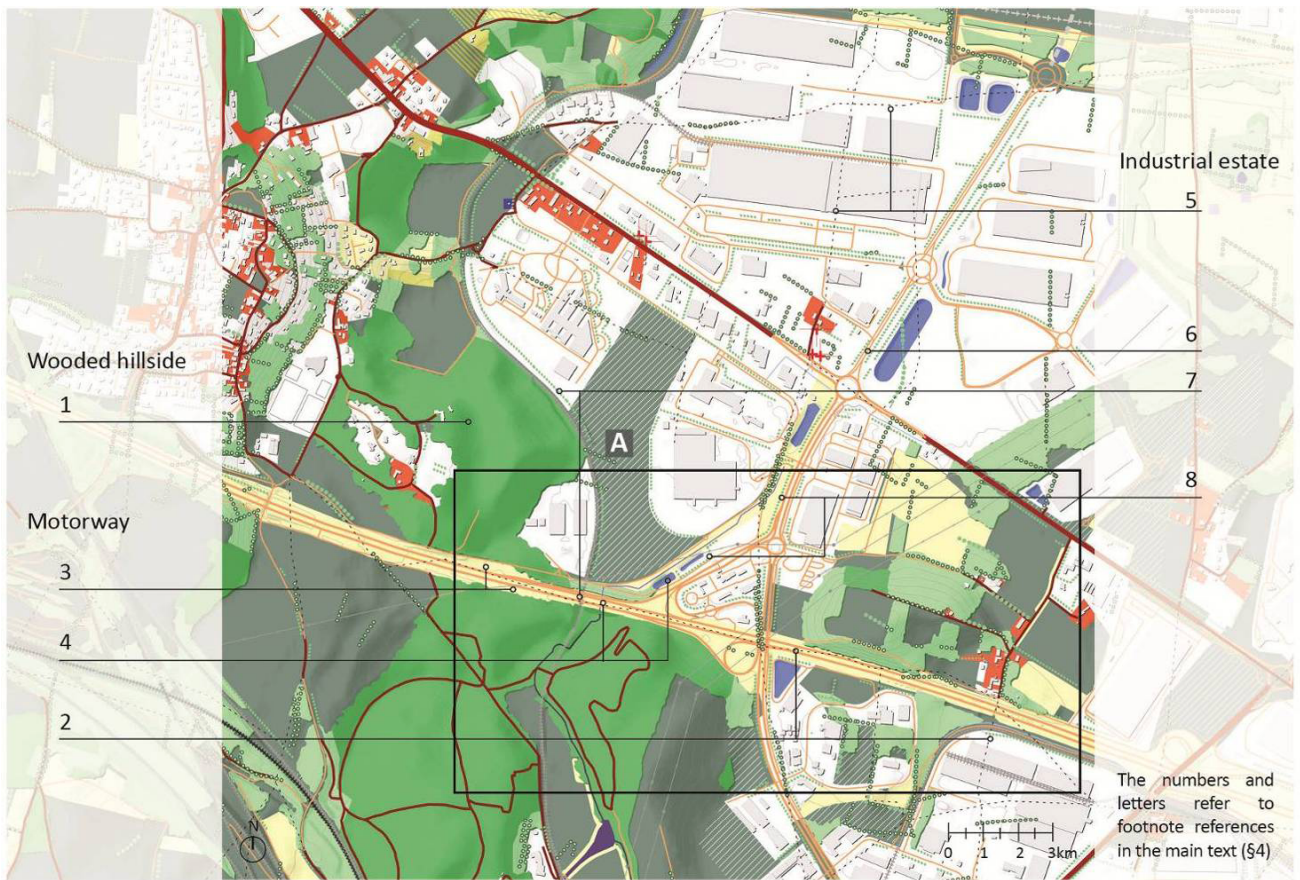 Industrial estate
5
6
Wooded hillside
7
1
A
8
Motorway
3
4
2
The numbers and
letters refer to
footnote references
in the main text (§4)
N
0 1 2 3km